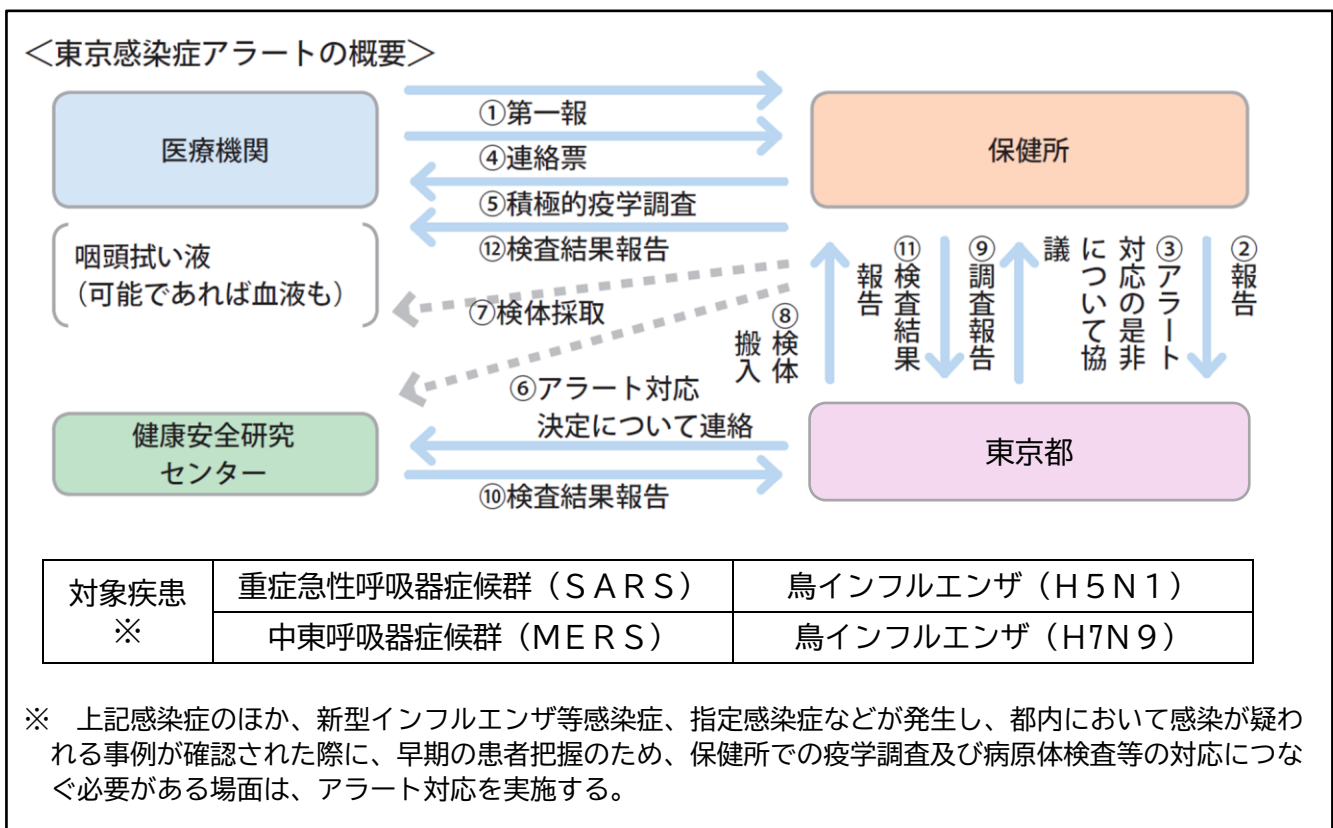 ＜東京感染症アラートの概要＞
医療機関
①第一報
④連絡票
⑤積極的疫学調査
⑫検査結果報告
保健所
咽頭拭い液
（可能であれば血液も）
⑦検体採取
⑧検体
搬入
⑪検査結果
報告
⑨調査報告
③アラート
対応の是非
について協
議
②報告
⑥アラート対応
決定について連絡
健康安全研究
センター
⑩検査結果報告
東京都
対象疾患
※
重症急性呼吸器症候群（ＳＡＲＳ）
鳥インフルエンザ（Ｈ５Ｎ１）
中東呼吸器症候群（ＭＥＲＳ）
鳥インフルエンザ（Ｈ7Ｎ９）
※　上記感染症のほか、新型インフルエンザ等感染症、指定感染症などが発生し、都内において感染が疑わ
れる事例が確認された際に、早期の患者把握のため、保健所での疫学調査及び病原体検査等の対応につな
ぐ必要がある場面は、アラート対応を実施する。